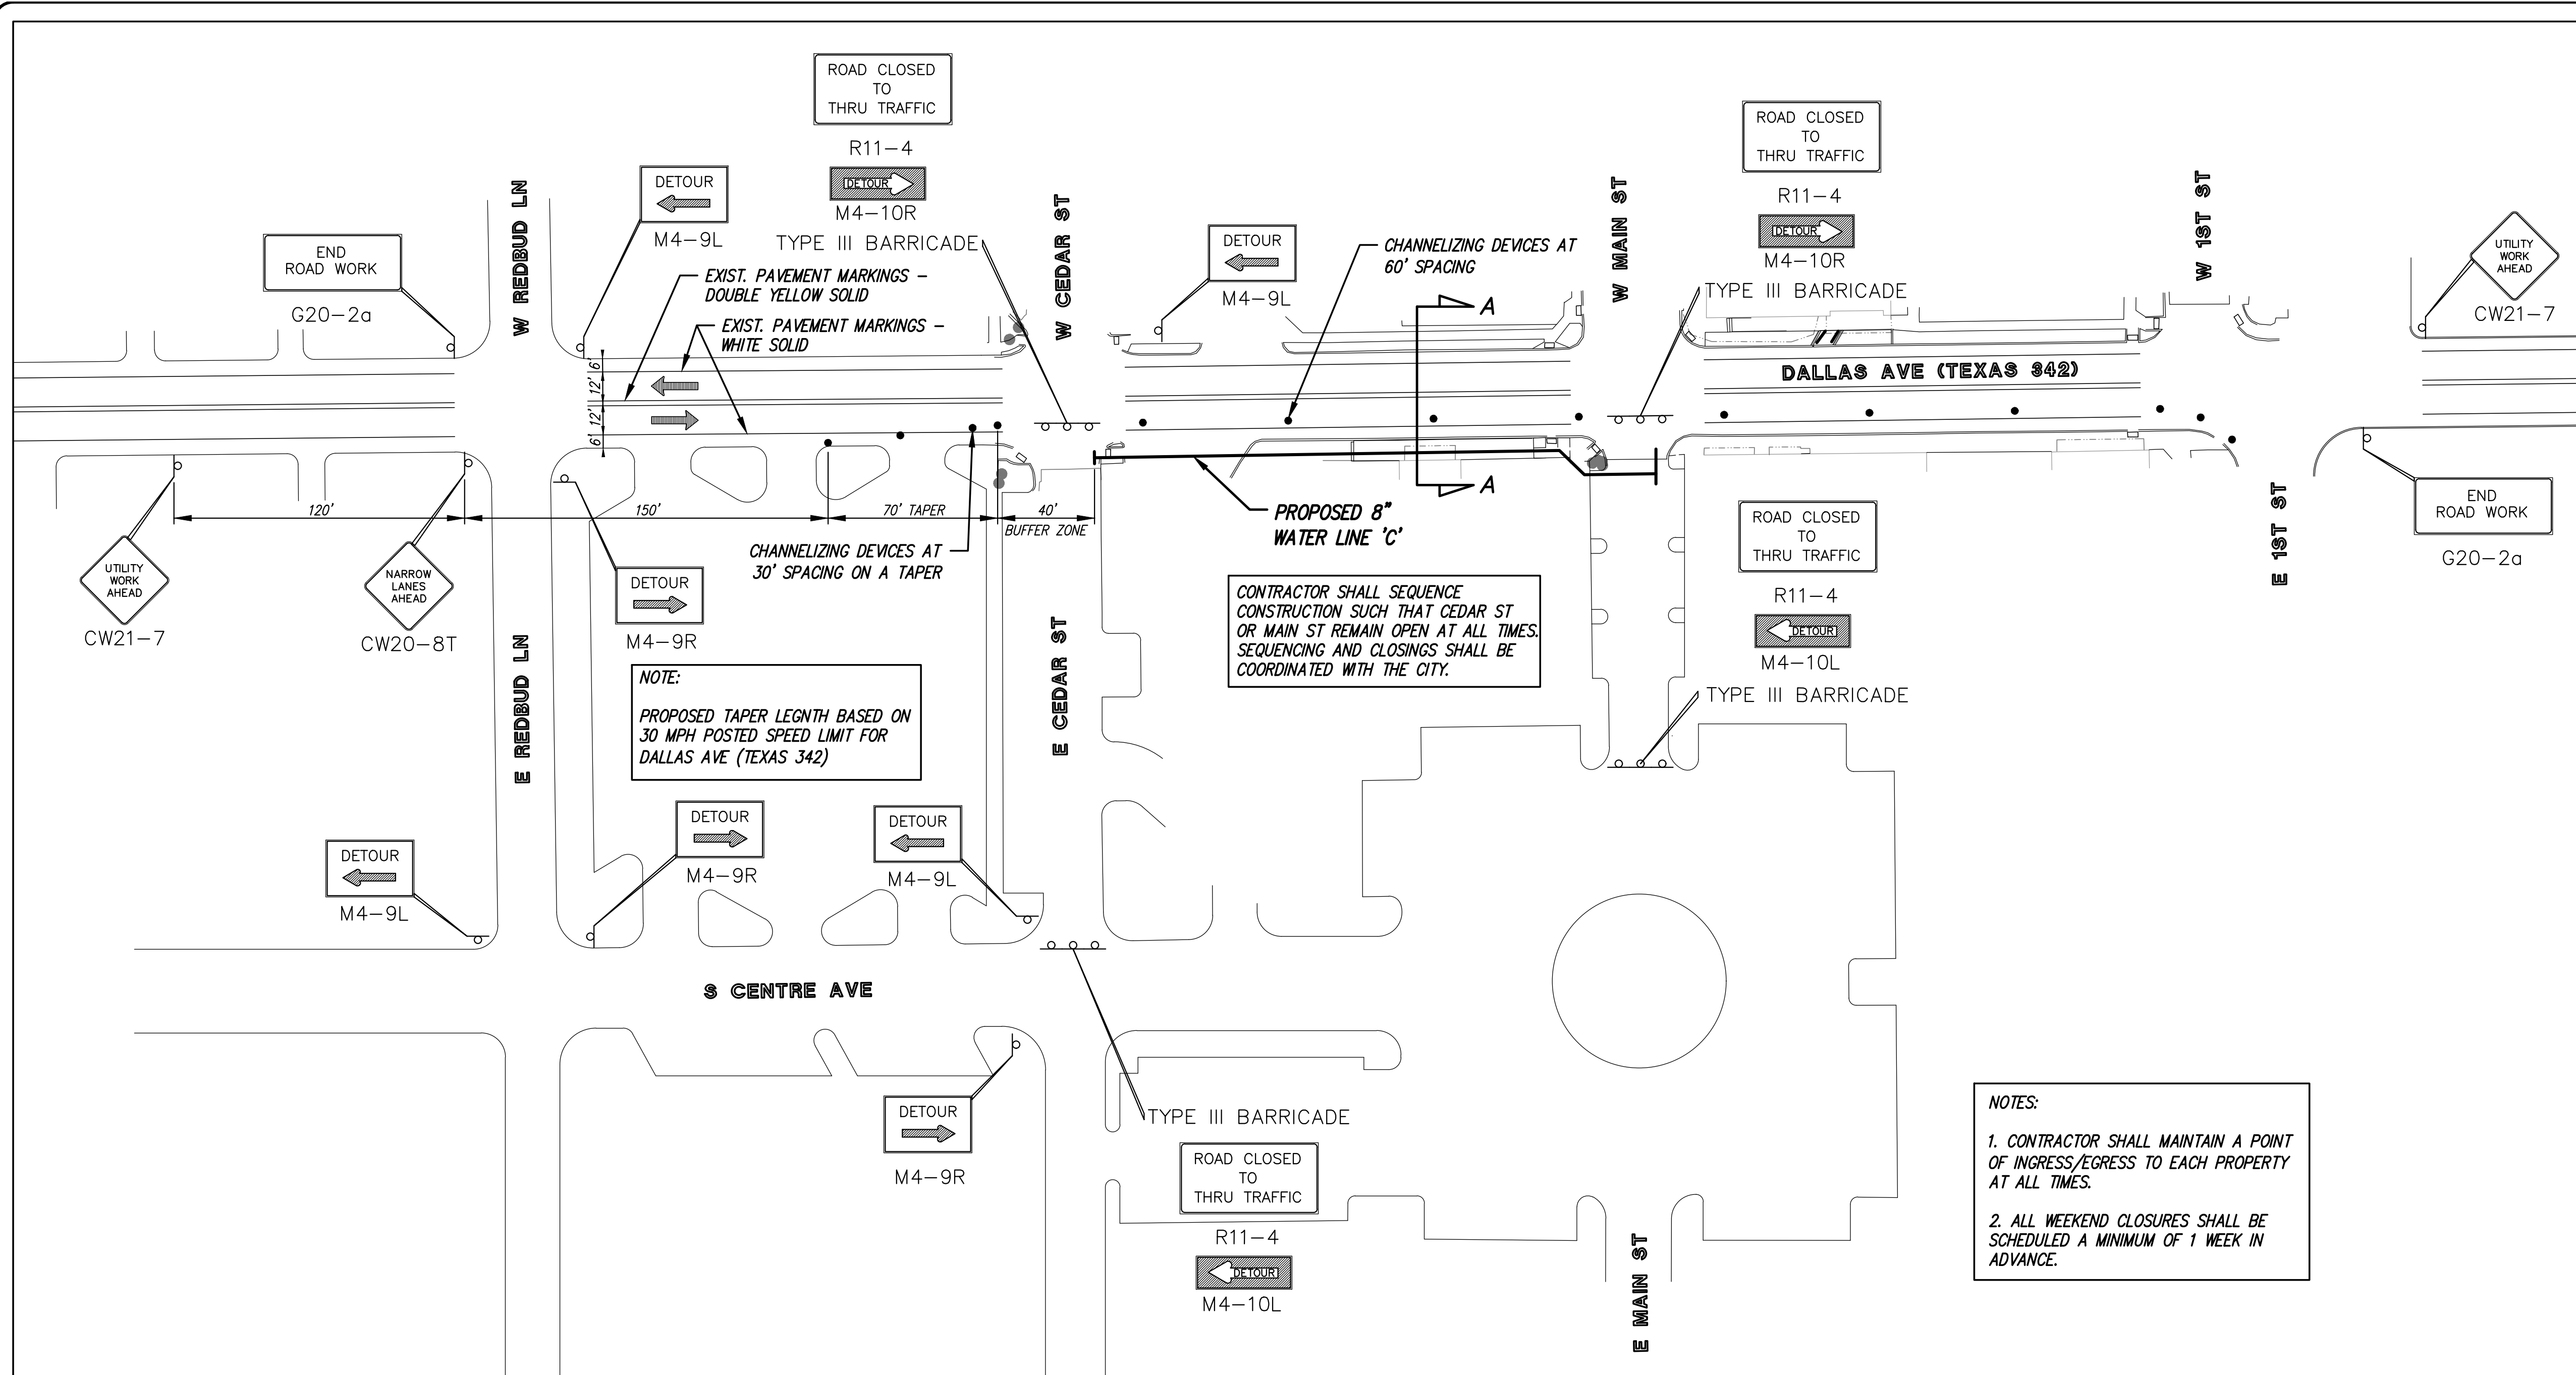 ROAD CLOSED
TO
THRU TRAFFIC
R11-4
DETOUR
M4-10R
TYPE III BARRICADE
ROAD CLOSED
TO
THRU TRAFFIC
R11-4
DETOUR
M4-10R
TYPE III BARRICADE
W REDBUD LN
W CEDAR ST
W MAIN ST
W 1ST ST
DETOUR
M4-9L
END
ROAD WORK
G20-2a
EXIST. PAVEMENT MARKINGS -
DOUBLE YELLOW SOLID
EXIST. PAVEMENT MARKINGS -
WHITE SOLID
DETOUR
M4-9L
CHANNELIZING DEVICES AT
60' SPACING
A
A
UTILITY
WORK
AHEAD
CW21-7
DALLAS AVE (TEXAS 342)
6'
12'
12'
6'
120'
150'
70' TAPER
40'
BUFFER ZONE
PROPOSED 8"
WATER LINE 'C'
CHANNELIZING DEVICES AT
30' SPACING ON A TAPER
UTILITY
WORK
AHEAD
CW21-7
NARROW
LANES
AHEAD
CW20-8T
DETOUR
M4-9R
END
ROAD WORK
G20-2a
ROAD CLOSED
TO
THRU TRAFFIC
R11-4
DETOUR
M4-10L
TYPE III BARRICADE
CONTRACTOR SHALL SEQUENCE
CONSTRUCTION SUCH THAT CEDAR ST
OR MAIN ST REMAIN OPEN AT ALL TIMES.
SEQUENCING AND CLOSINGS SHALL BE
COORDINATED WITH THE CITY.
E REDBUD LN
E CEDAR ST
E 1ST ST
NOTE:
PROPOSED TAPER LEGNTH BASED ON
30 MPH POSTED SPEED LIMIT FOR
DALLAS AVE (TEXAS 342)
DETOUR
M4-9L
DETOUR
M4-9R
DETOUR
M4-9L
S CENTRE AVE
DETOUR
M4-9R
TYPE III BARRICADE
ROAD CLOSED
TO
THRU TRAFFIC
R11-4
DETOUR
M4-10L
E MAIN ST
NOTES:
1. CONTRACTOR SHALL MAINTAIN A POINT
OF INGRESS/EGRESS TO EACH PROPERTY
AT ALL TIMES.
2. ALL WEEKEND CLOSURES SHALL BE
SCHEDULED A MINIMUM OF 1 WEEK IN
ADVANCE.